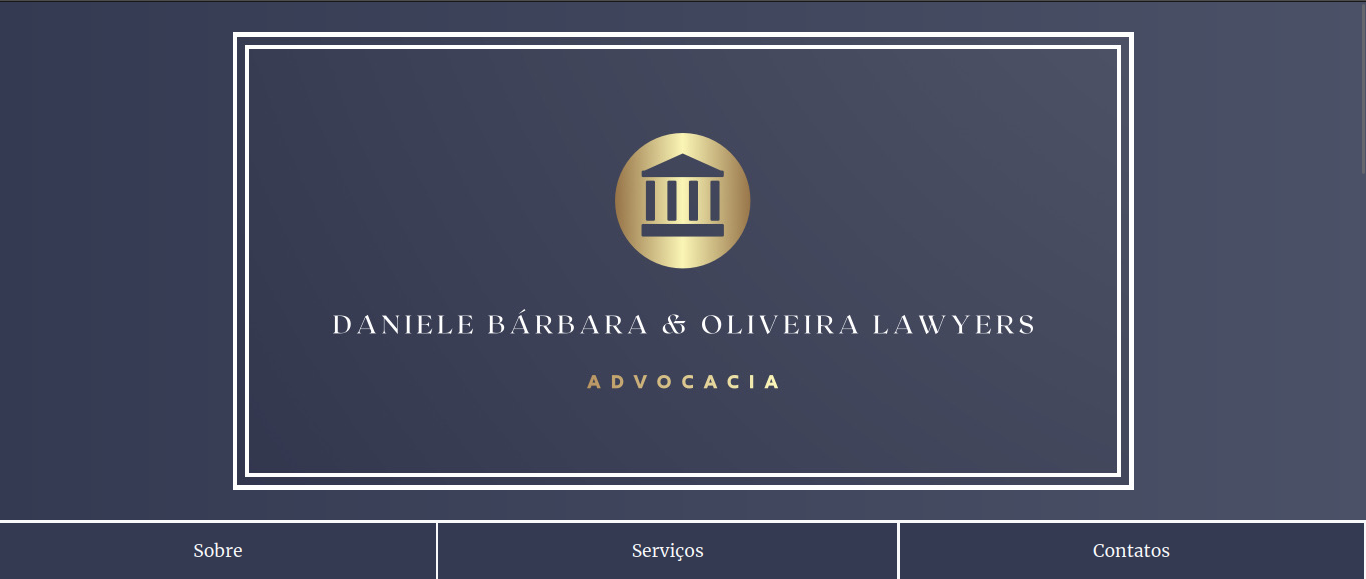 DANIELE BÁRBARA & OLIVEIRA LAWYERS
ADVOCACIA
Sobre
Serviços
Contatos